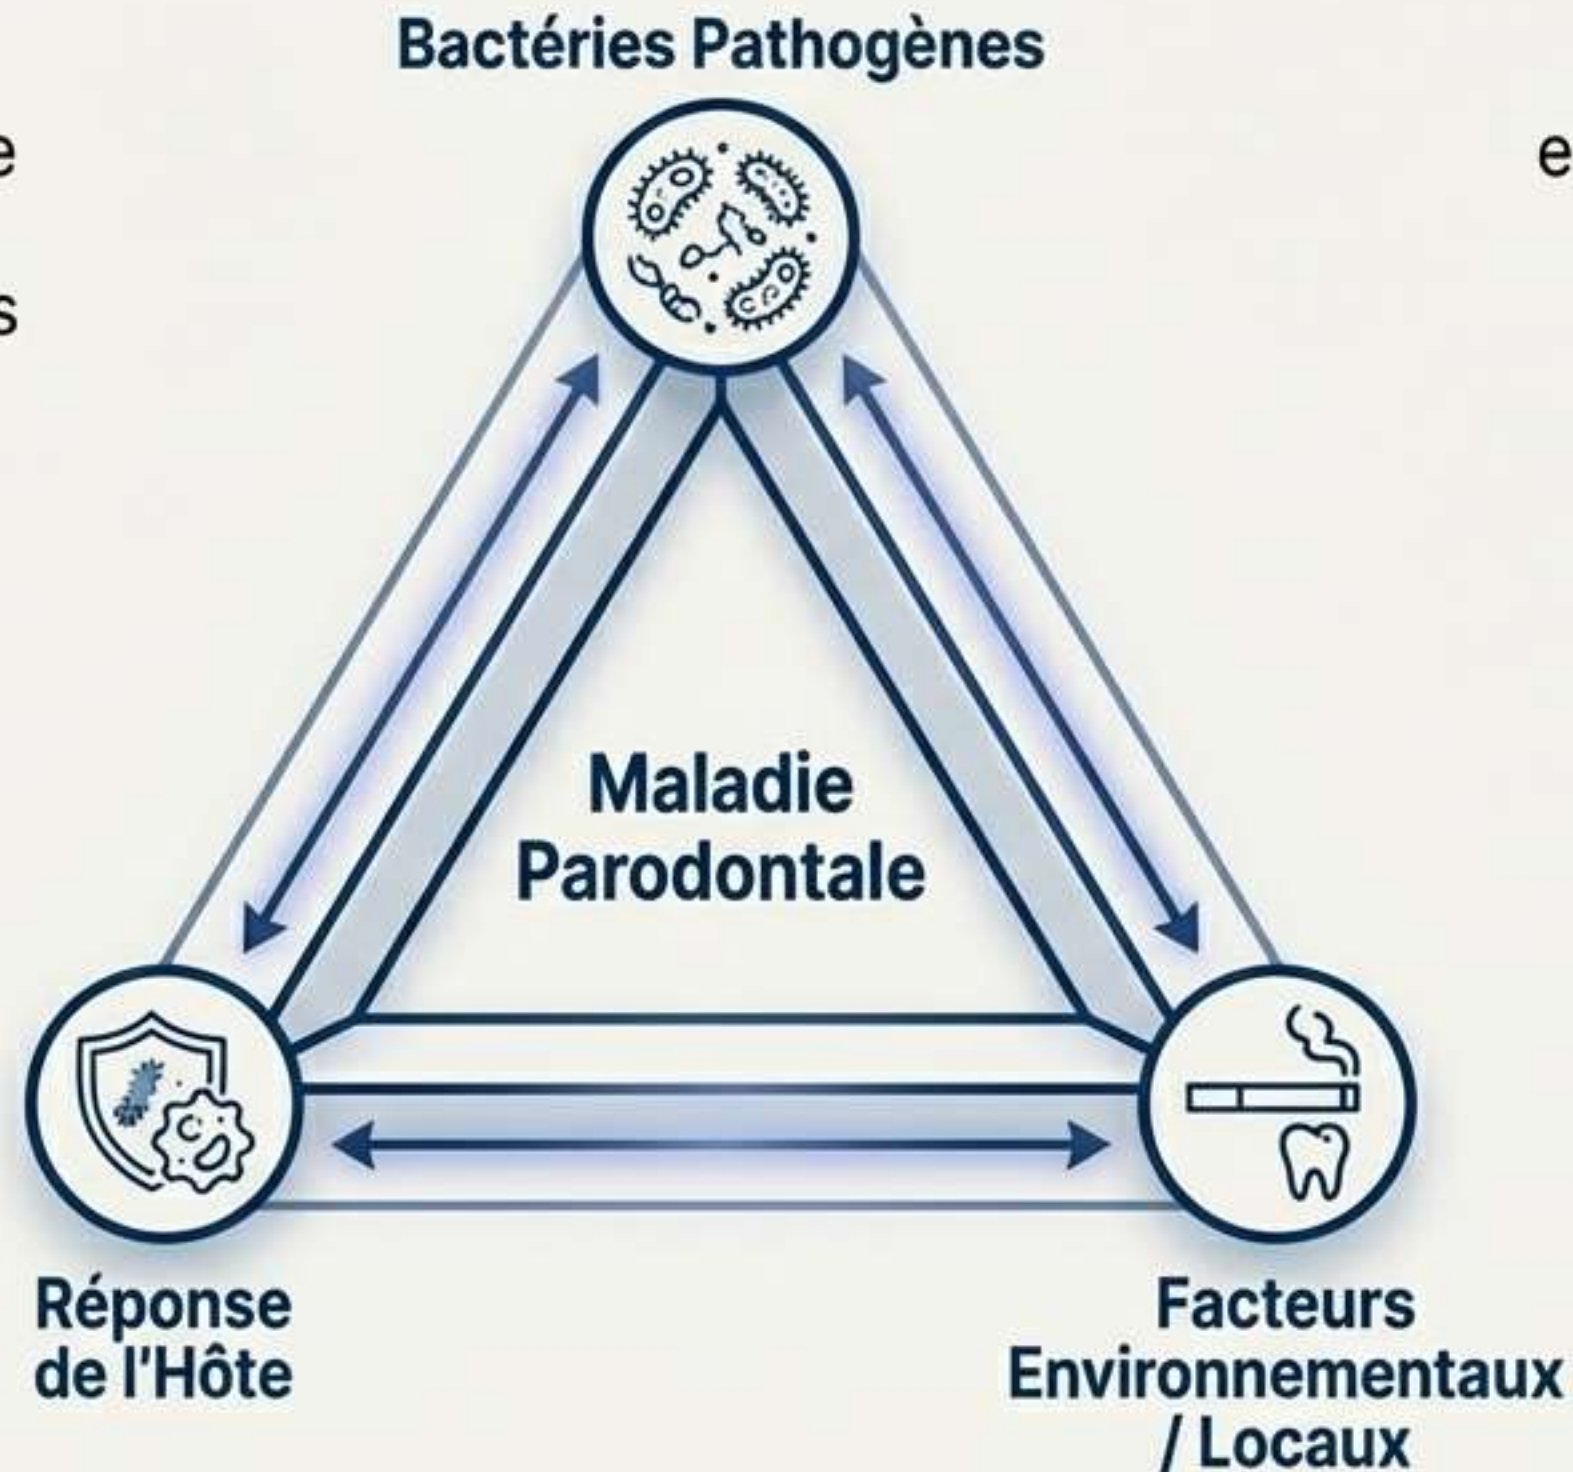 Bactéries Pathogènes
e
e
s
Maladie
Parodontale
Réponse
de l'Hôte
Facteurs
Environnementaux
/ Locaux